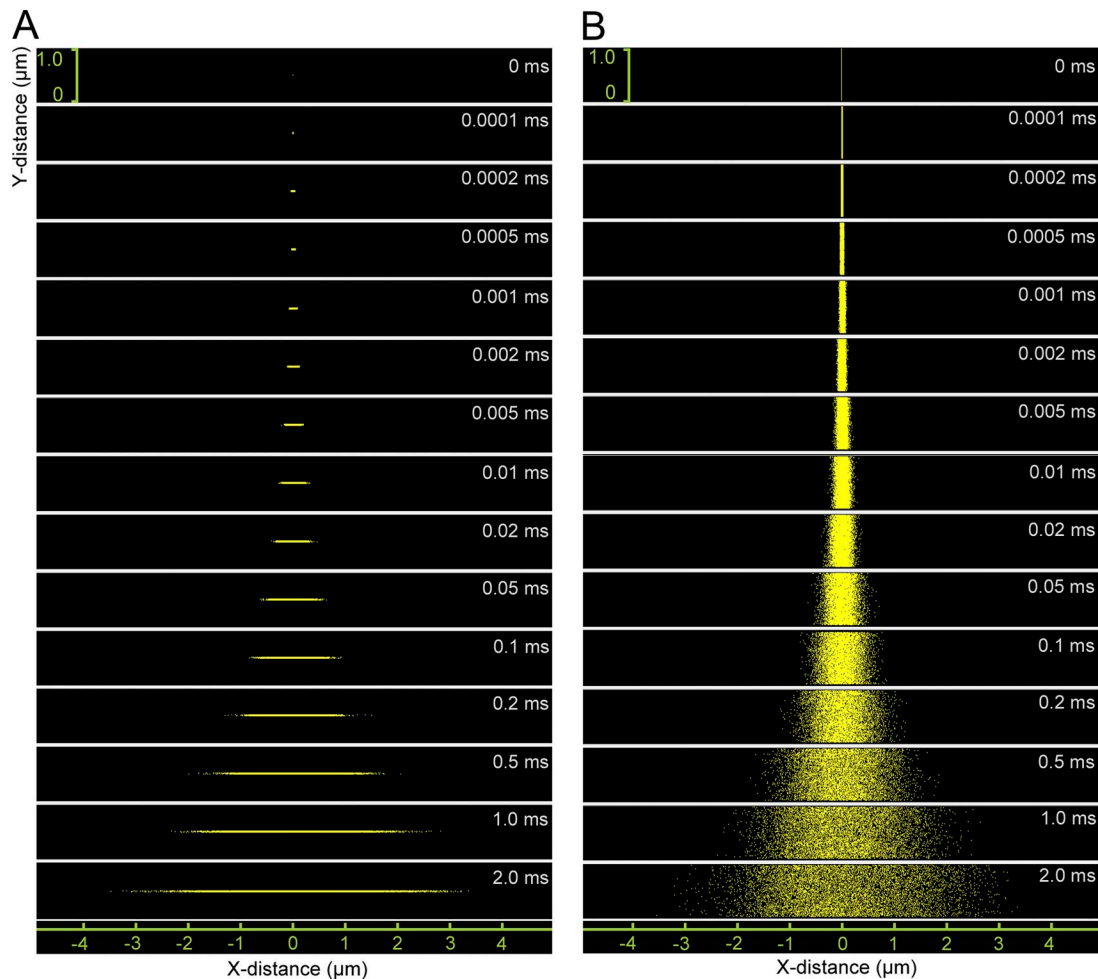 A
B
Y-distance (µm)
1.0
0
0 ms
0.0001 ms
0.0002 ms
0.0005 ms
0.001 ms
0.002 ms
0.005 ms
0.01 ms
0.02 ms
0.05 ms
0.1 ms
0.2 ms
0.5 ms
1.0 ms
2.0 ms
-4 -3 -2 -1 0 1 2 3 4
X-distance (µm)
1.0
0
0 ms
0.0001 ms
0.0002 ms
0.0005 ms
0.001 ms
0.002 ms
0.005 ms
0.01 ms
0.02 ms
0.05 ms
0.1 ms
0.2 ms
0.5 ms
1.0 ms
2.0 ms
-4 -3 -2 -1 0 1 2 3 4
X-distance (µm)